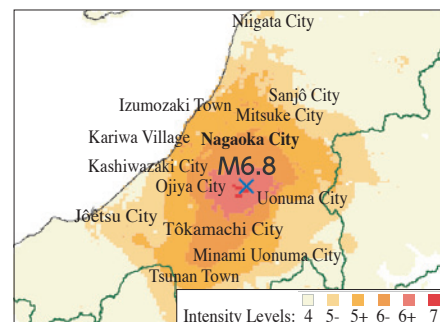 Niigata City
Sanjô City
Izumozaki Town
Mitsuke City
Kariwa Village
Nagaoka City
Kashiwazaki City
M6.8
Ojiya City
Uonuma City
Jôetsu City
Tôkamachi City
Minami Uonuma City
Tsunan Town
Intensity Levels: 4 5- 5+ 6- 6+ 7